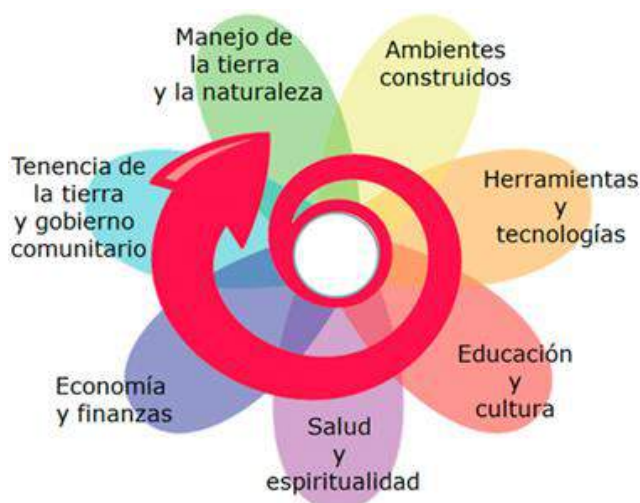 Manejo de
la tierra
y la naturaleza
Ambientes
construidos
Herramientas
y
tecnologías
Educación
y
cultura
Salud
y
espiritualidad
Economía
y finanzas
Tenencia de
la tierra
y gobierno
comunitario